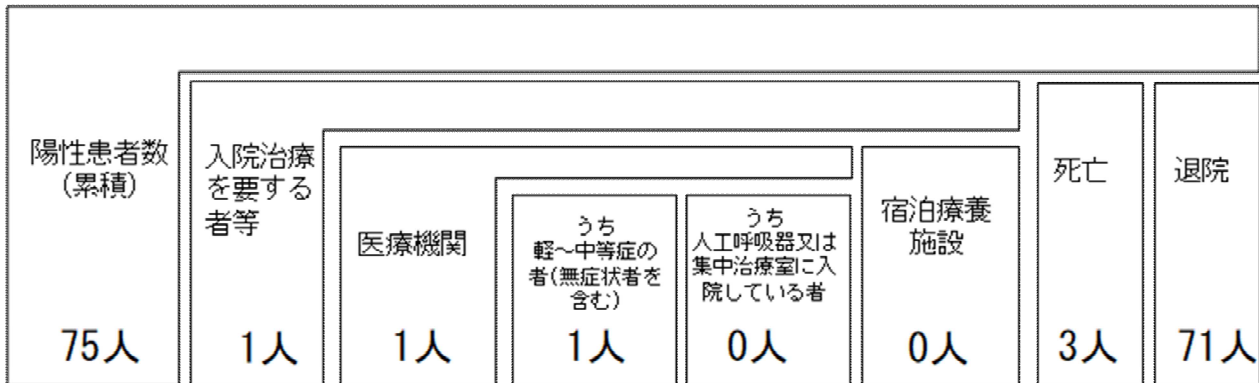 陽性患者数
(累積)
75人
入院治療
を要する
者等
1人
医療機関
1人
うち
軽～中等症の
者(無症状者を
含む)
1人
うち
人工呼吸器又は
集中治療室に入
院している者
0人
宿泊療養
施設
0人
死亡
3人
退院
71人